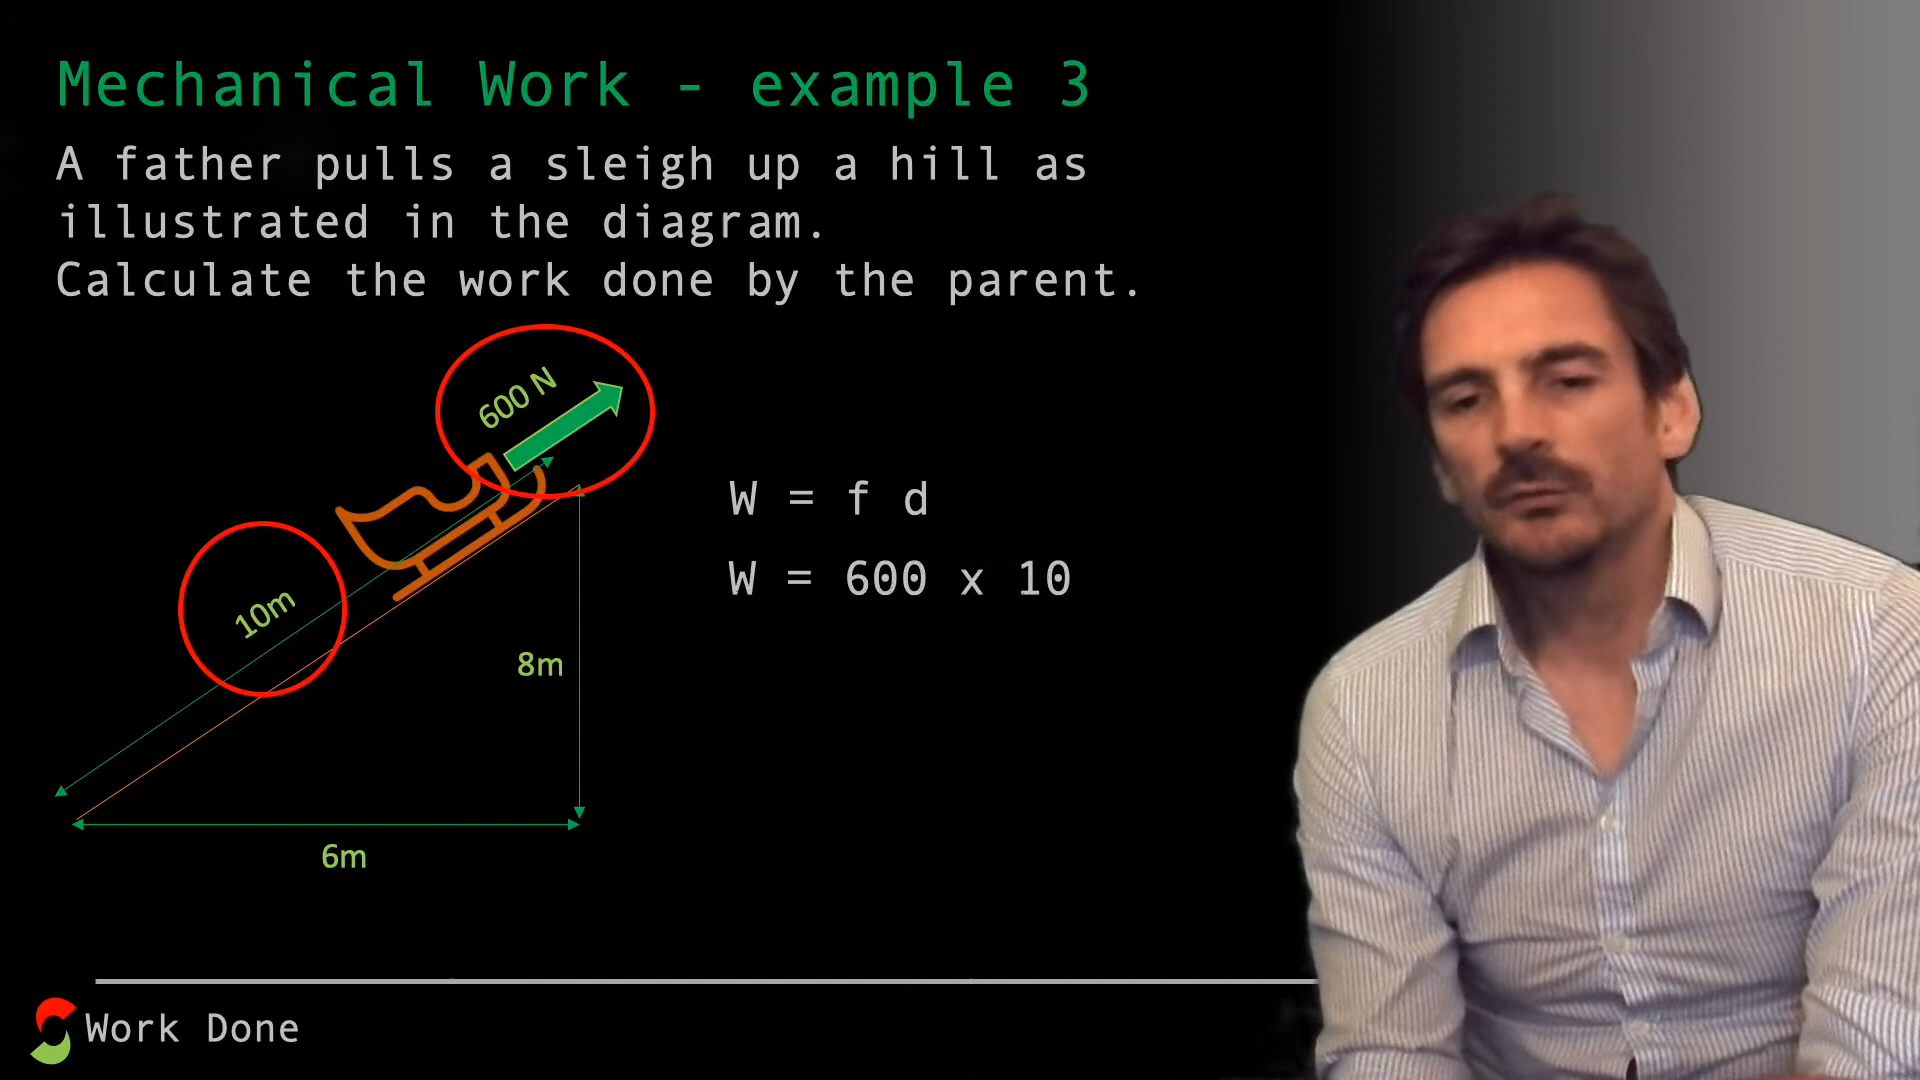 Mechanical Work - example 3
A father pulls a sleigh up a hill as
illustrated in the diagram.
Calculate the work done by the parent.
600 N
10m
8m
6m
W = f d
W = 600 x 10
Work Done